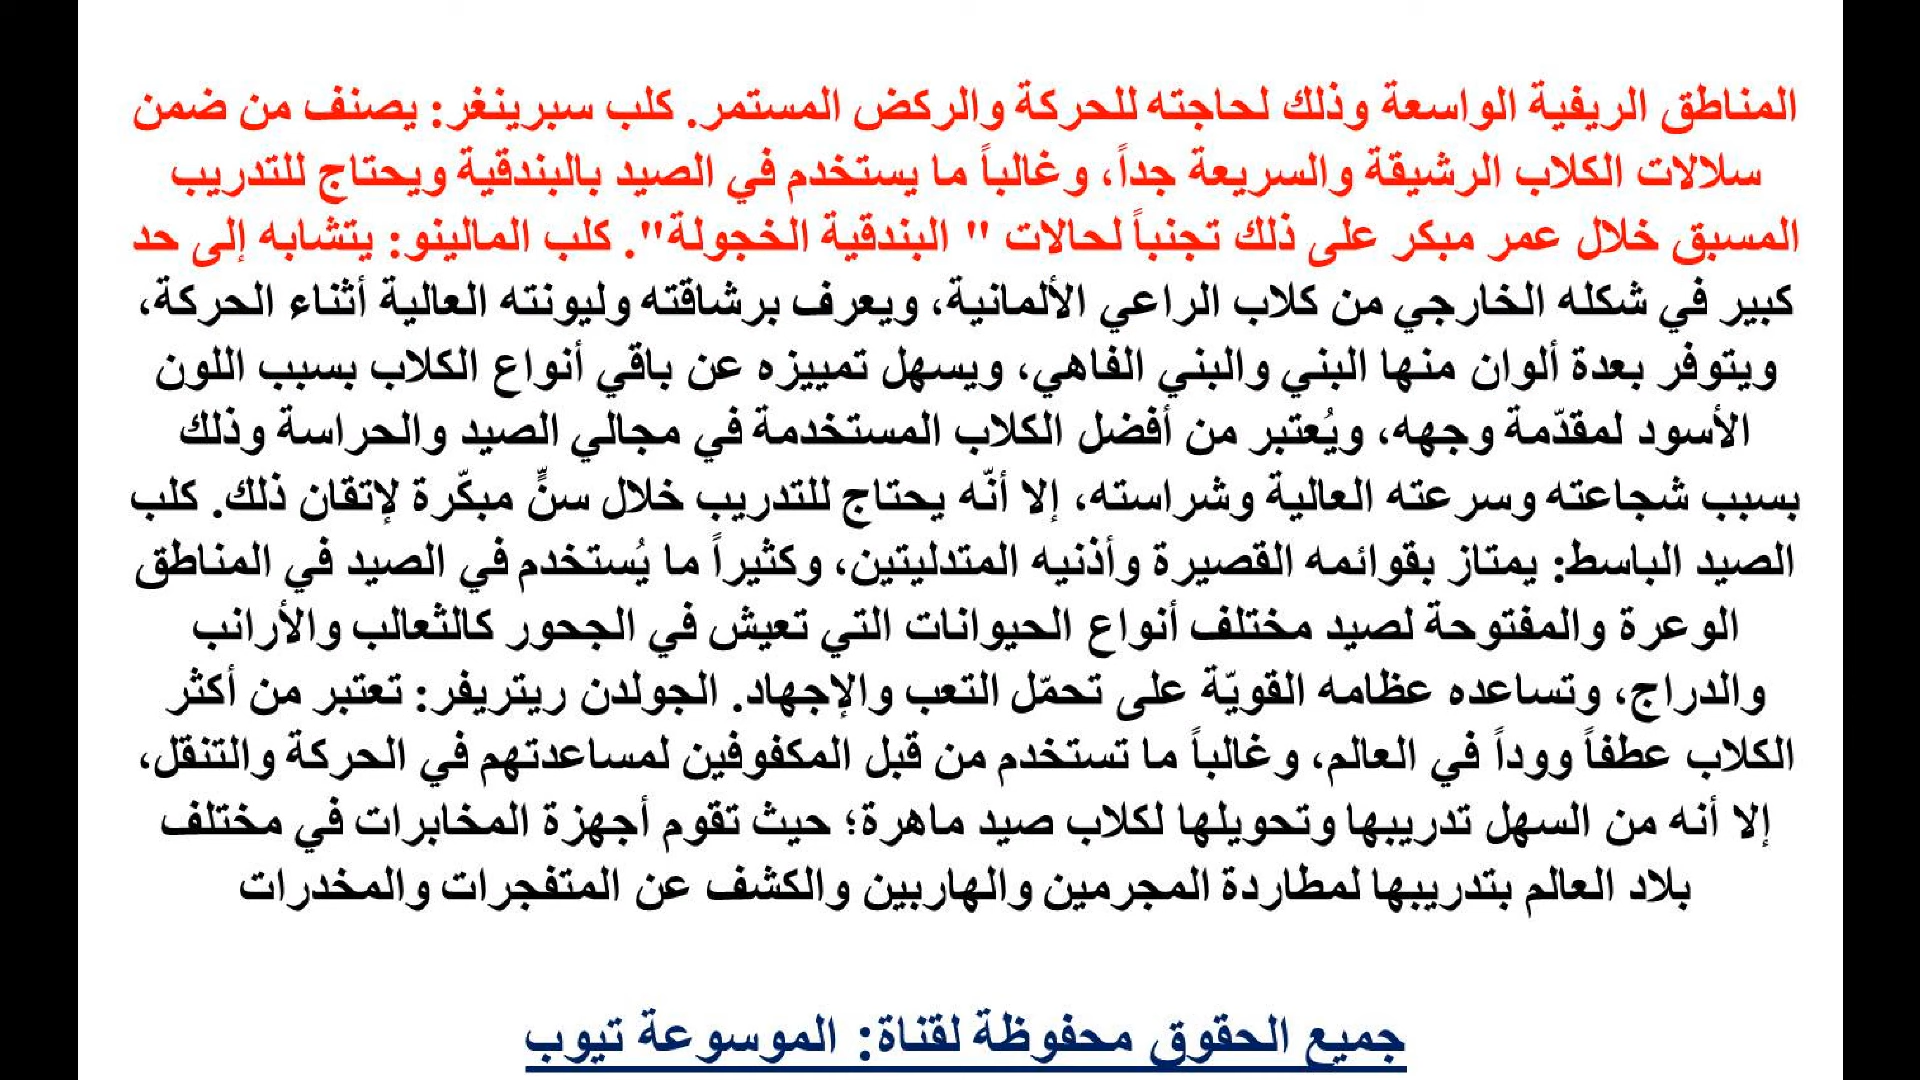 المناطق الريفية الواسعة وذلك لحاجته للحركة والركض المستمر. كلب سبرينغر: يصنف من ضمن
سلالات الكلاب الرشيقة والسريعة جداً، وغالباً ما يستخدم في الصيد بالبندقية ويحتاج للتدريب
المسبق خلال عمر مبكر على ذلك تجنباً لحالات " البندقية الخجولة". كلب المالينو: يتشابه إلى حد
كبير في شكله الخارجي من كلاب الراعي الألمانية، ويعرف برشاقته وليونته العالية أثناء الحركة،
ويتوفر بعدة ألوان منها البني والبني الفاهي، ويسهل تمييزه عن باقي أنواع الكلاب بسبب اللون
الأسود لمقدّمة وجهه، ويُعتبر من أفضل الكلاب المستخدمة في مجالي الصيد والحراسة وذلك
بسبب شجاعته وسرعته العالية وشراسته، إلا أنّه يحتاج للتدريب خلال سنٍّ مبكّرة لإتقان ذلك. كلب
الصيد الباسط: يمتاز بقوائمه القصيرة وأذنيه المتدليتين، وكثيراً ما يُستخدم في الصيد في المناطق
الوعرة والمفتوحة لصيد مختلف أنواع الحيوانات التي تعيش في الجحور كالثعالب والأرانب
والدراج، وتساعده عظامه القويّة على تحمّل التعب والإجهاد. الجولدن ريتريفر: تعتبر من أكثر
الكلاب عطفاً ووداً في العالم، وغالباً ما تستخدم من قبل المكفوفين لمساعدتهم في الحركة والتنقل،
إلا أنه من السهل تدريبها وتحويلها لكلاب صيد ماهرة؛ حيث تقوم أجهزة المخابرات في مختلف
بلاد العالم بتدريبها لمطاردة المجرمين والهاربين والكشف عن المتفجرات والمخدرات
جميع الحقوق محفوظة لقناة: الموسوعة تيوب